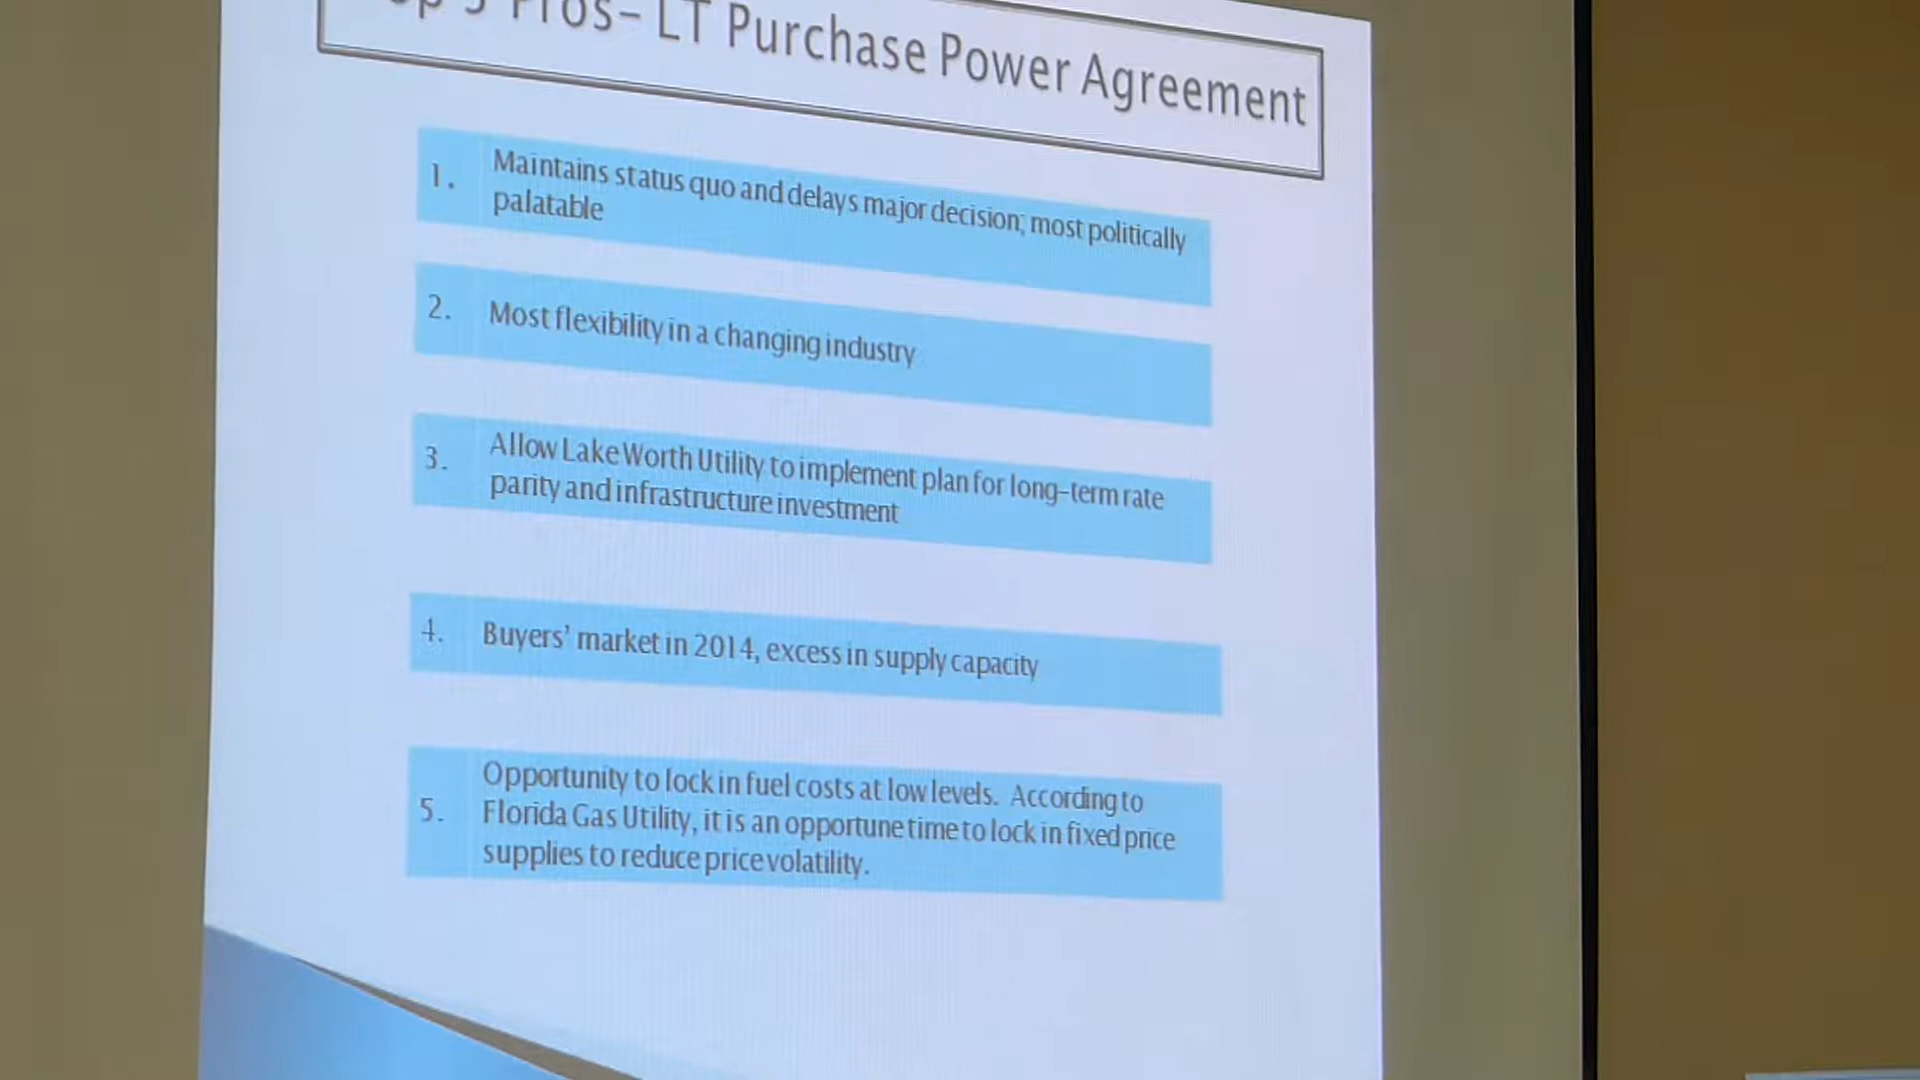 5 Pros– LT Purchase Power Agreement
1. Maintains status quo and delays major decision; most politically
palatable
2. Most flexibility in a changing industry
3. Allow Lake Worth Utility to implement plan for long-term rate
parity and infrastructure investment
4. Buyers’ market in 2014, excess in supply capacity
5. Opportunity to lock in fuel costs at low levels. According to
Florida Gas Utility, it is an opportune time to lock in fixed price
supplies to reduce price volatility.